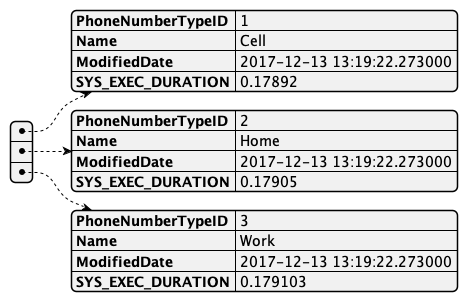 PhoneNumberTypeID 1
Name Cell
ModifiedDate 2017-12-13 13:19:22.273000
SYS_EXEC_DURATION 0.17892
PhoneNumberTypeID 2
Name Home
ModifiedDate 2017-12-13 13:19:22.273000
SYS_EXEC_DURATION 0.17905
PhoneNumberTypeID 3
Name Work
ModifiedDate 2017-12-13 13:19:22.273000
SYS_EXEC_DURATION 0.179103